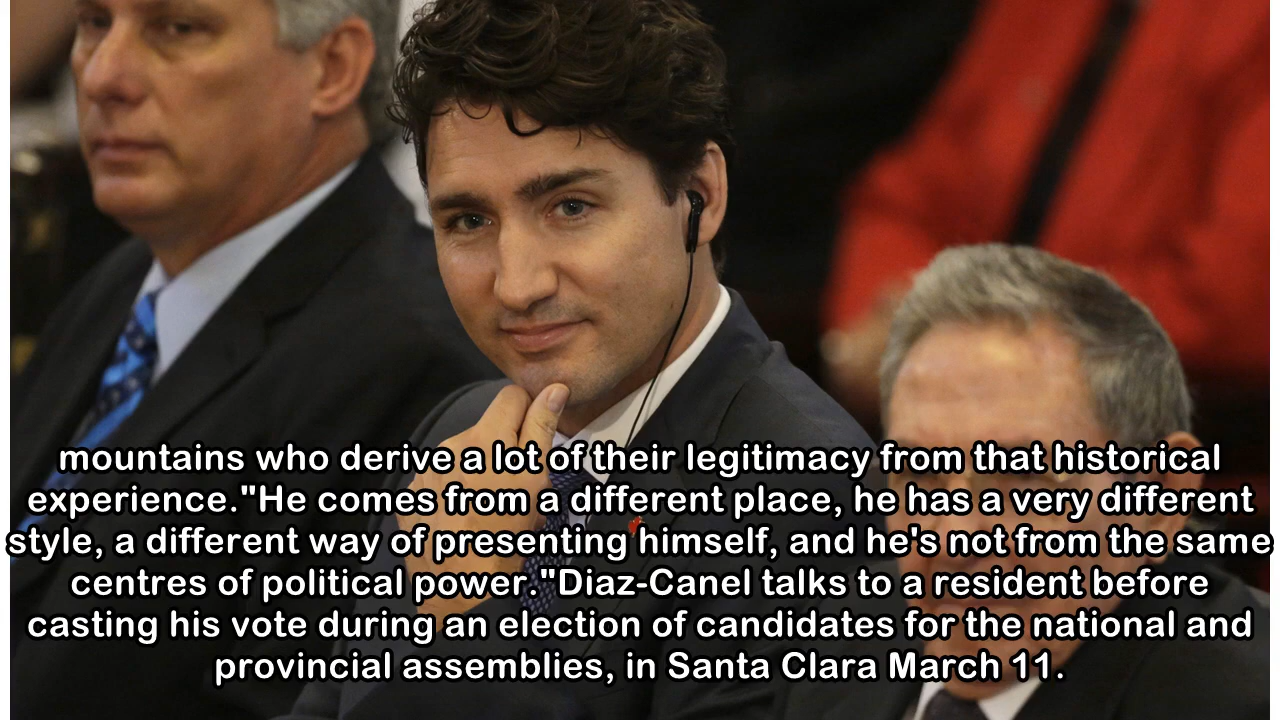 mountains who derive a lot of their legitimacy from that historical
experience."He comes from a different place, he has a very different
style, a different way of presenting himself, and he's not from the same
centres of political power."Diaz-Canel talks to a resident before
casting his vote during an election of candidates for the national and
provincial assemblies, in Santa Clara March 11.